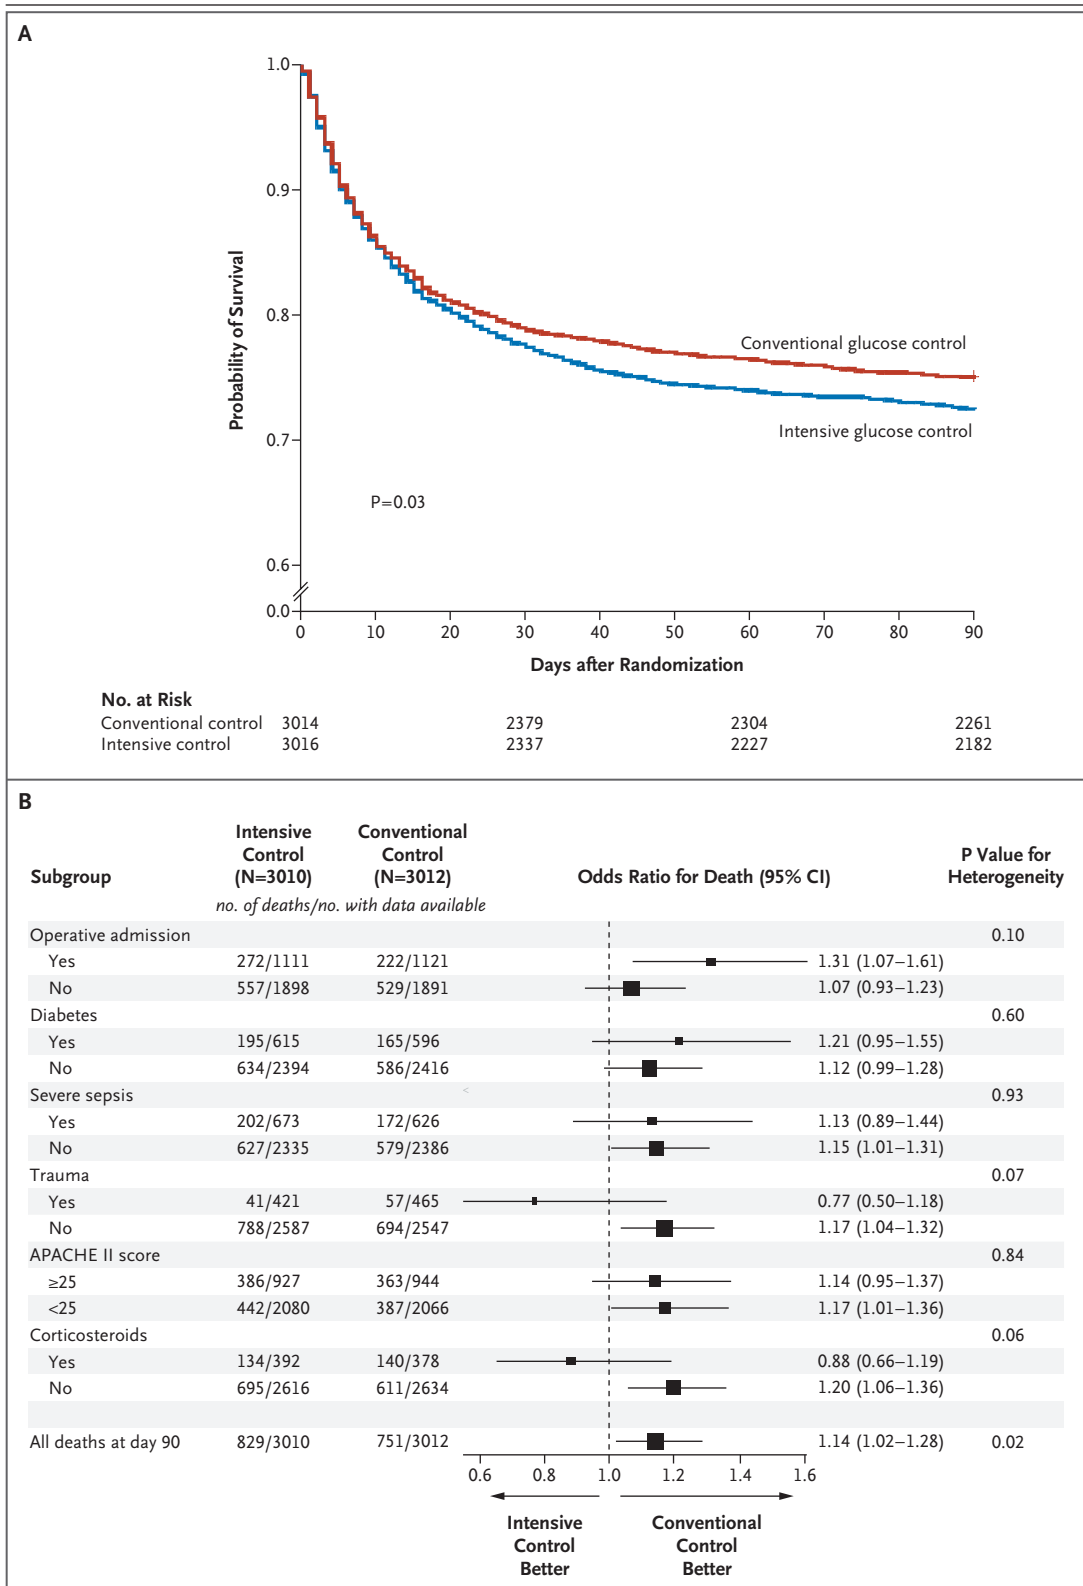 A
1.0
0.9
0.8
0.7
0.6
0.0
Probability of Survival
Conventional glucose control
Intensive glucose control
P=0.03
0 10 20 30 40 50 60 70 80 90
Days after Randomization
No. at Risk
Conventional control 3014 2379 2304 2261
Intensive control 3016 2337 2227 2182
B
Subgroup
Intensive Control (N=3010)
Conventional Control (N=3012)
Odds Ratio for Death (95% CI)
P Value for Heterogeneity
no. of deaths/no. with data available
Operative admission 0.10
Yes 272/1111 222/1121 1.31 (1.07–1.61)
No 557/1898 529/1891 1.07 (0.93–1.23)
Diabetes 0.60
Yes 195/615 165/596 1.21 (0.95–1.55)
No 634/2394 586/2416 1.12 (0.99–1.28)
Severe sepsis < 0.93
Yes 202/673 172/626 1.13 (0.89–1.44)
No 627/2335 579/2386 1.15 (1.01–1.31)
Trauma 0.07
Yes 41/421 57/465 0.77 (0.50–1.18)
No 788/2587 694/2547 1.17 (1.04–1.32)
APACHE II score 0.84
≥25 386/927 363/944 1.14 (0.95–1.37)
<25 442/2080 387/2066 1.17 (1.01–1.36)
Corticosteroids 0.06
Yes 134/392 140/378 0.88 (0.66–1.19)
No 695/2616 611/2634 1.20 (1.06–1.36)
All deaths at day 90 829/3010 751/3012 1.14 (1.02–1.28) 0.02
0.6 0.8 1.0 1.2 1.4 1.6
Intensive Control Better
Conventional Control Better